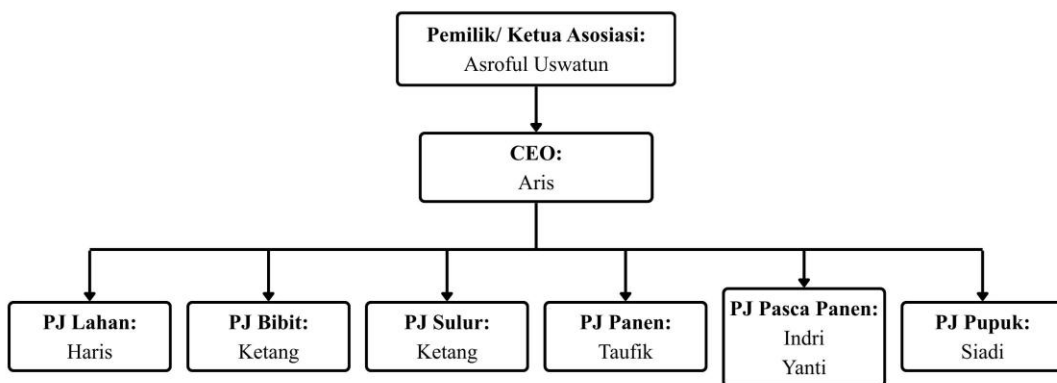 Pemilik/ Ketua Asosiasi:
Asroful Uswatun
CEO:
Aris
PJ Lahan:
Haris
PJ Bibit:
Ketang
PJ Sulur:
Ketang
PJ Panen:
Taufik
PJ Pasca Panen:
Indri
Yanti
PJ Pupuk:
Siadi